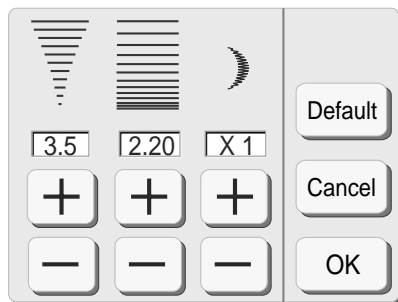 Default
3.5 2.20 X 1
+ + +
Cancel
− − −
OK